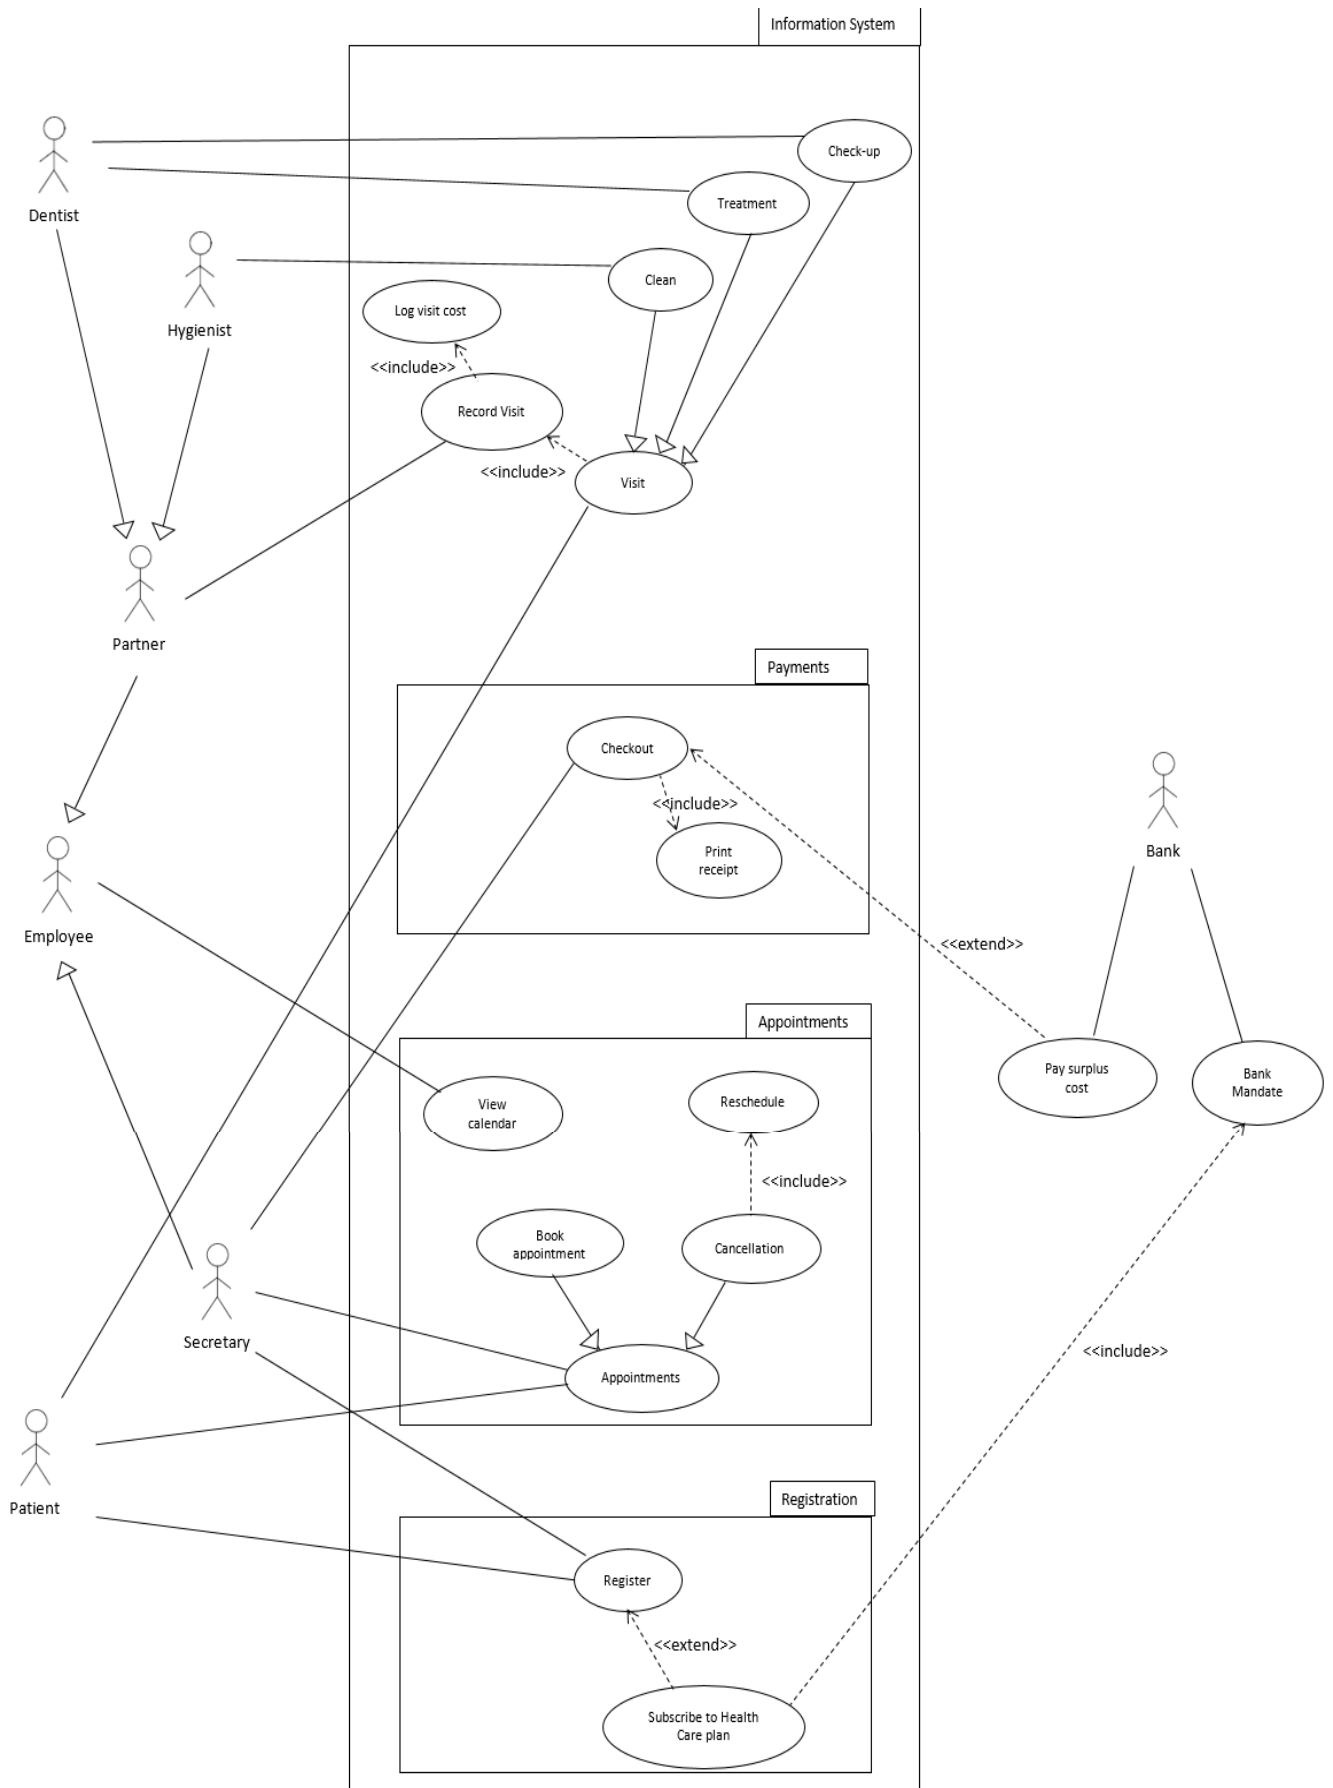 Information System
Check-up
Treatment
Dentist
Clean
Log visit cost
Hygienist
<<include>>
Record Visit
<<include>>
Visit
Partner
Payments
Checkout
<<include>>
Print
receipt
Bank
Employee
<<extend>>
Appointments
Pay surplus
cost
Bank
Mandate
View
calendar
Reschedule
<<include>>
Book
appointment
Cancellation
Secretary
<<include>>
Appointments
Patient
Registration
Register
<<extend>>
Subscribe to Health
Care plan